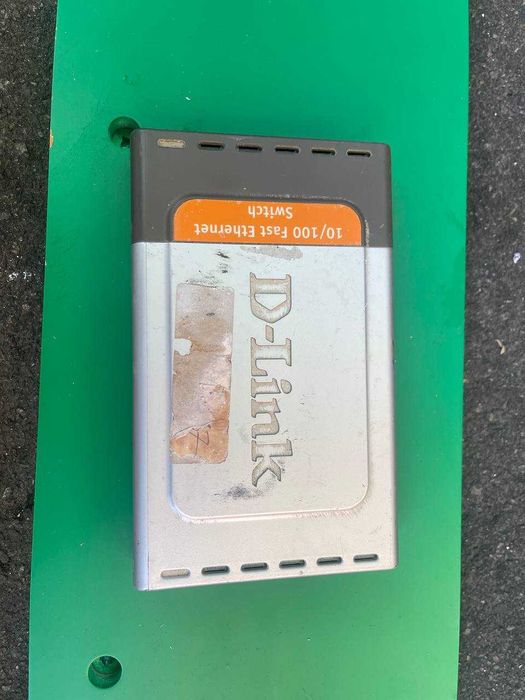 10/100 Fast Ethernet
Switch
D-Link